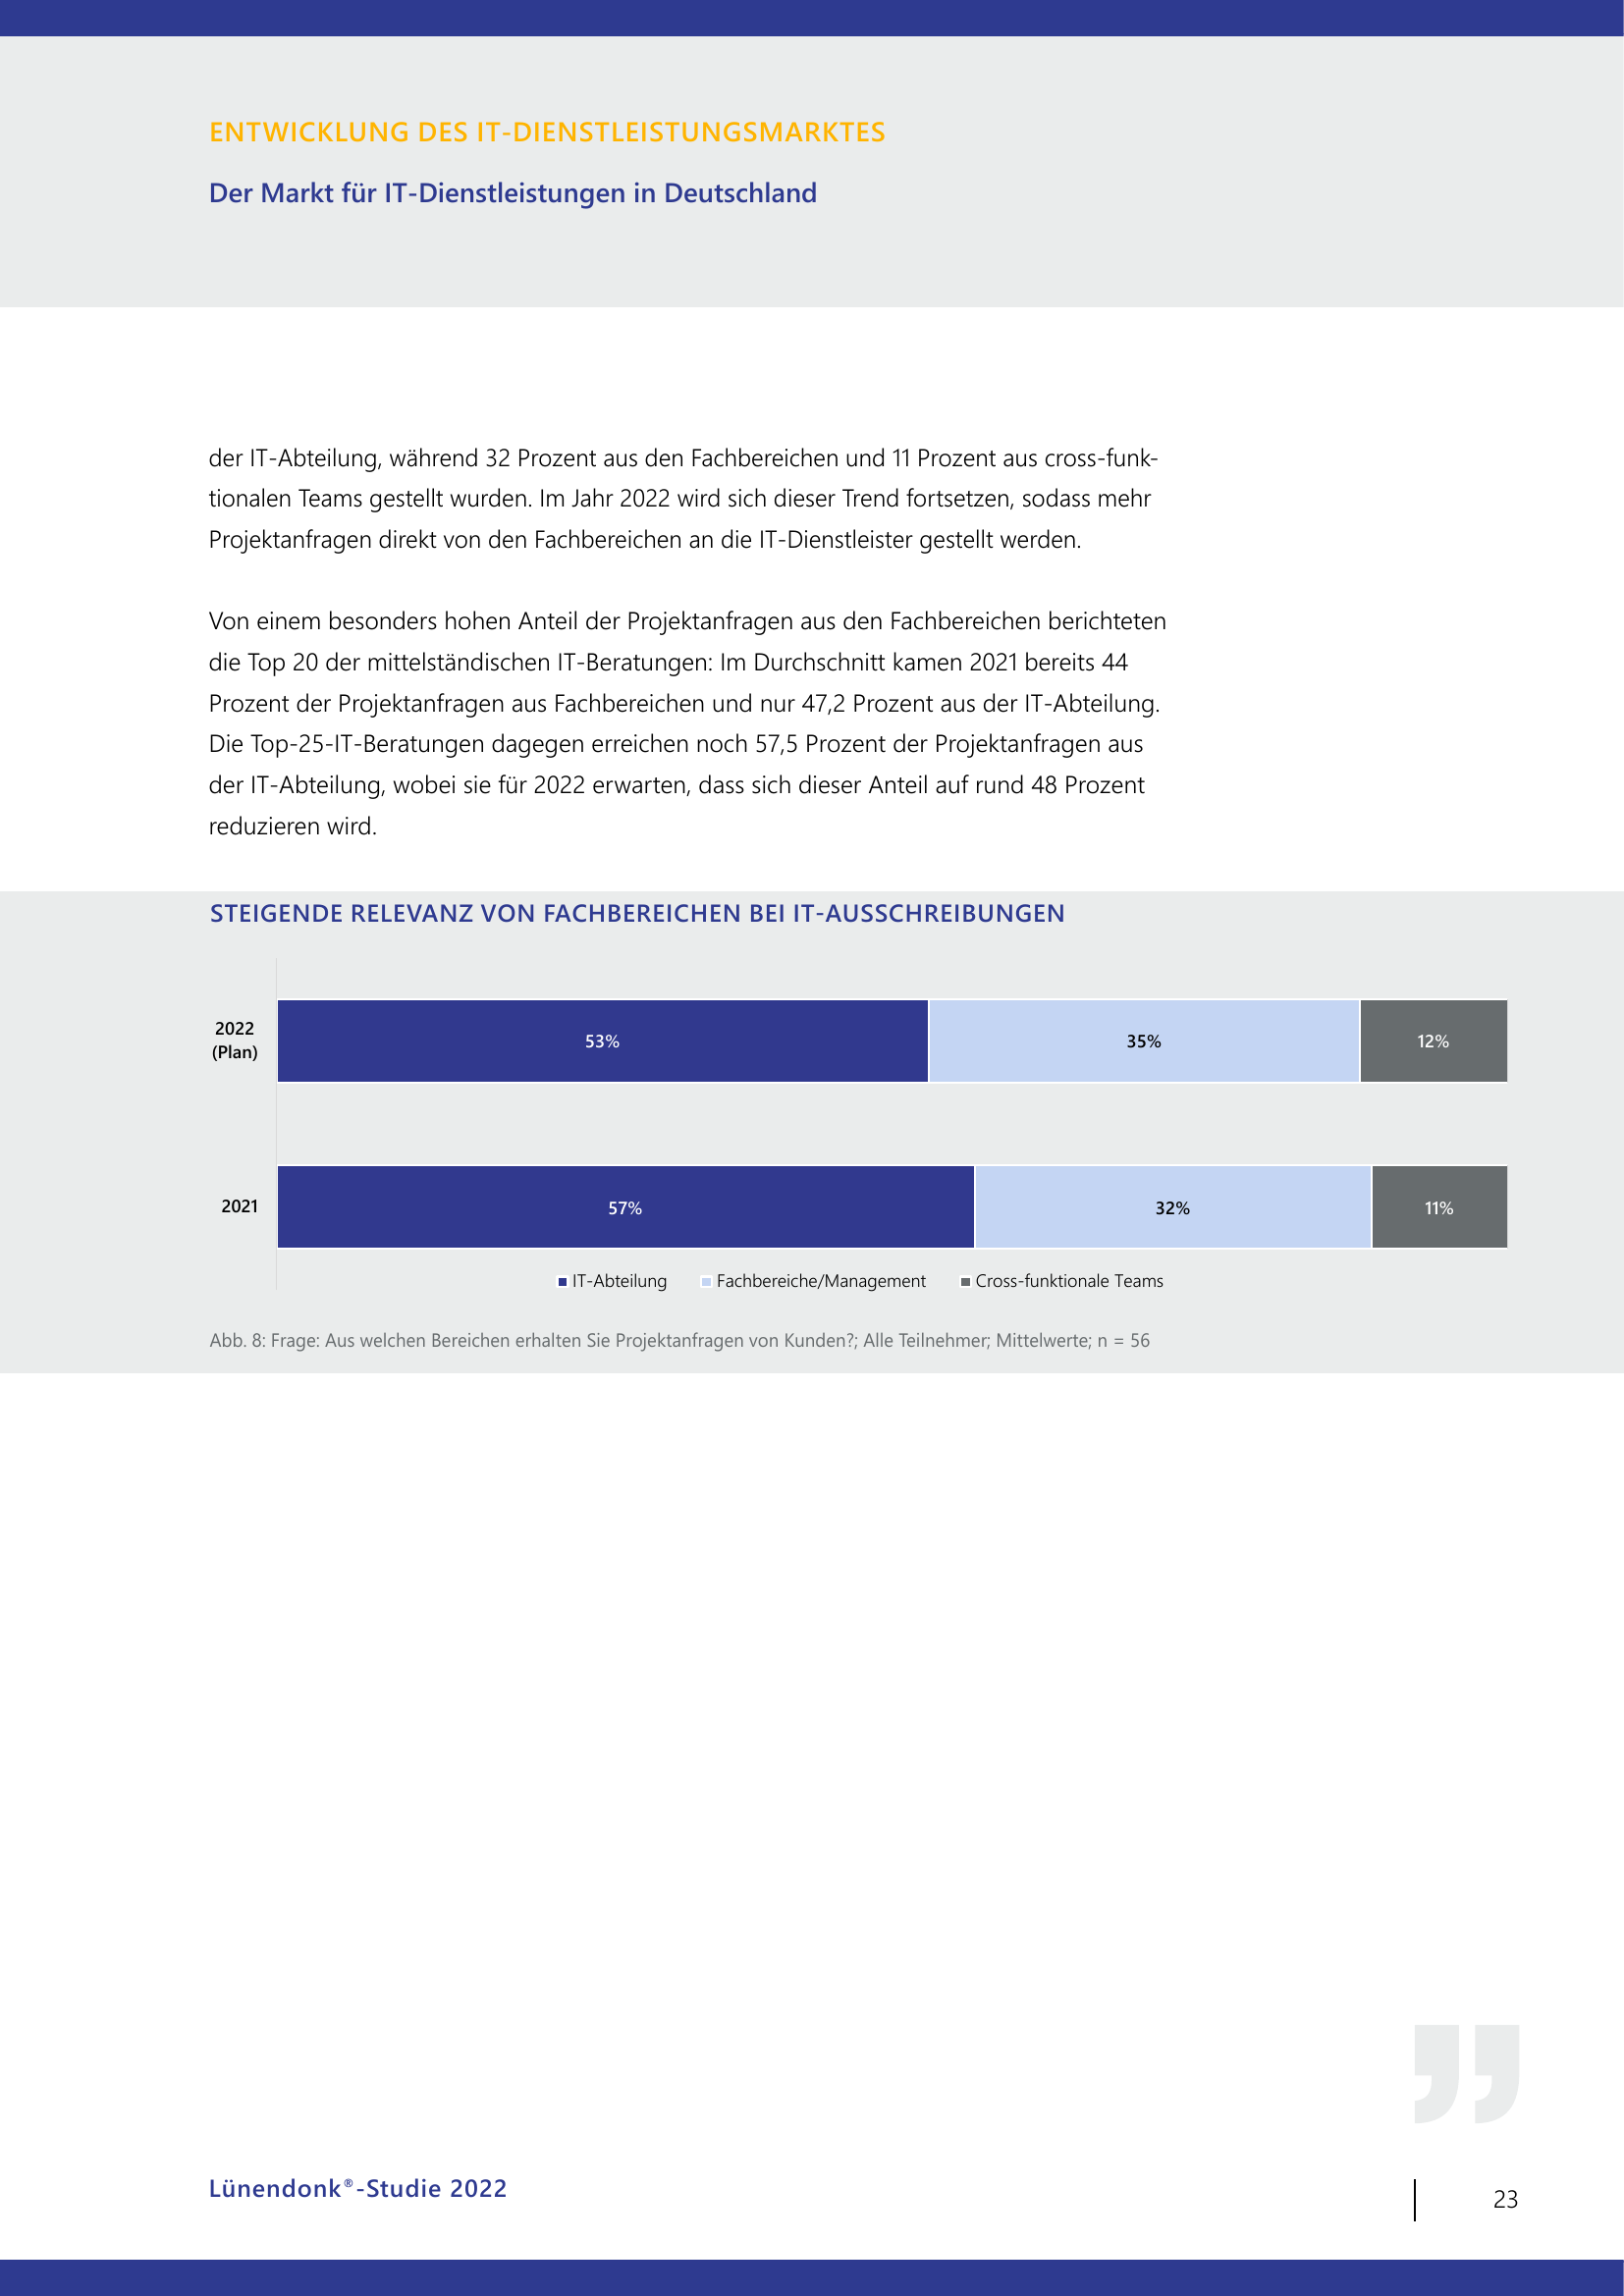 ENTWICKLUNG DES IT-DIENSTLEISTUNGSMARKTES
Der Markt für IT-Dienstleistungen in Deutschland
der IT-Abteilung, während 32 Prozent aus den Fachbereichen und 11 Prozent aus cross-funk-
tionalen Teams gestellt wurden. Im Jahr 2022 wird sich dieser Trend fortsetzen, sodass mehr
Projektanfragen direkt von den Fachbereichen an die IT-Dienstleister gestellt werden.
Von einem besonders hohen Anteil der Projektanfragen aus den Fachbereichen berichteten
die Top 20 der mittelständischen IT-Beratungen: Im Durchschnitt kamen 2021 bereits 44
Prozent der Projektanfragen aus Fachbereichen und nur 47,2 Prozent aus der IT-Abteilung.
Die Top-25-IT-Beratungen dagegen erreichen noch 57,5 Prozent der Projektanfragen aus
der IT-Abteilung, wobei sie für 2022 erwarten, dass sich dieser Anteil auf rund 48 Prozent
reduzieren wird.
STEIGENDE RELEVANZ VON FACHBEREICHEN BEI IT-AUSSCHREIBUNGEN
2022
(Plan)
53% 35% 12%
2021 57% 32% 11%
IT-Abteilung Fachbereiche/Management Cross-funktionale Teams
Abb. 8: Frage: Aus welchen Bereichen erhalten Sie Projektanfragen von Kunden?; Alle Teilnehmer; Mittelwerte; n = 56
Lünendonk®-Studie 2022
23